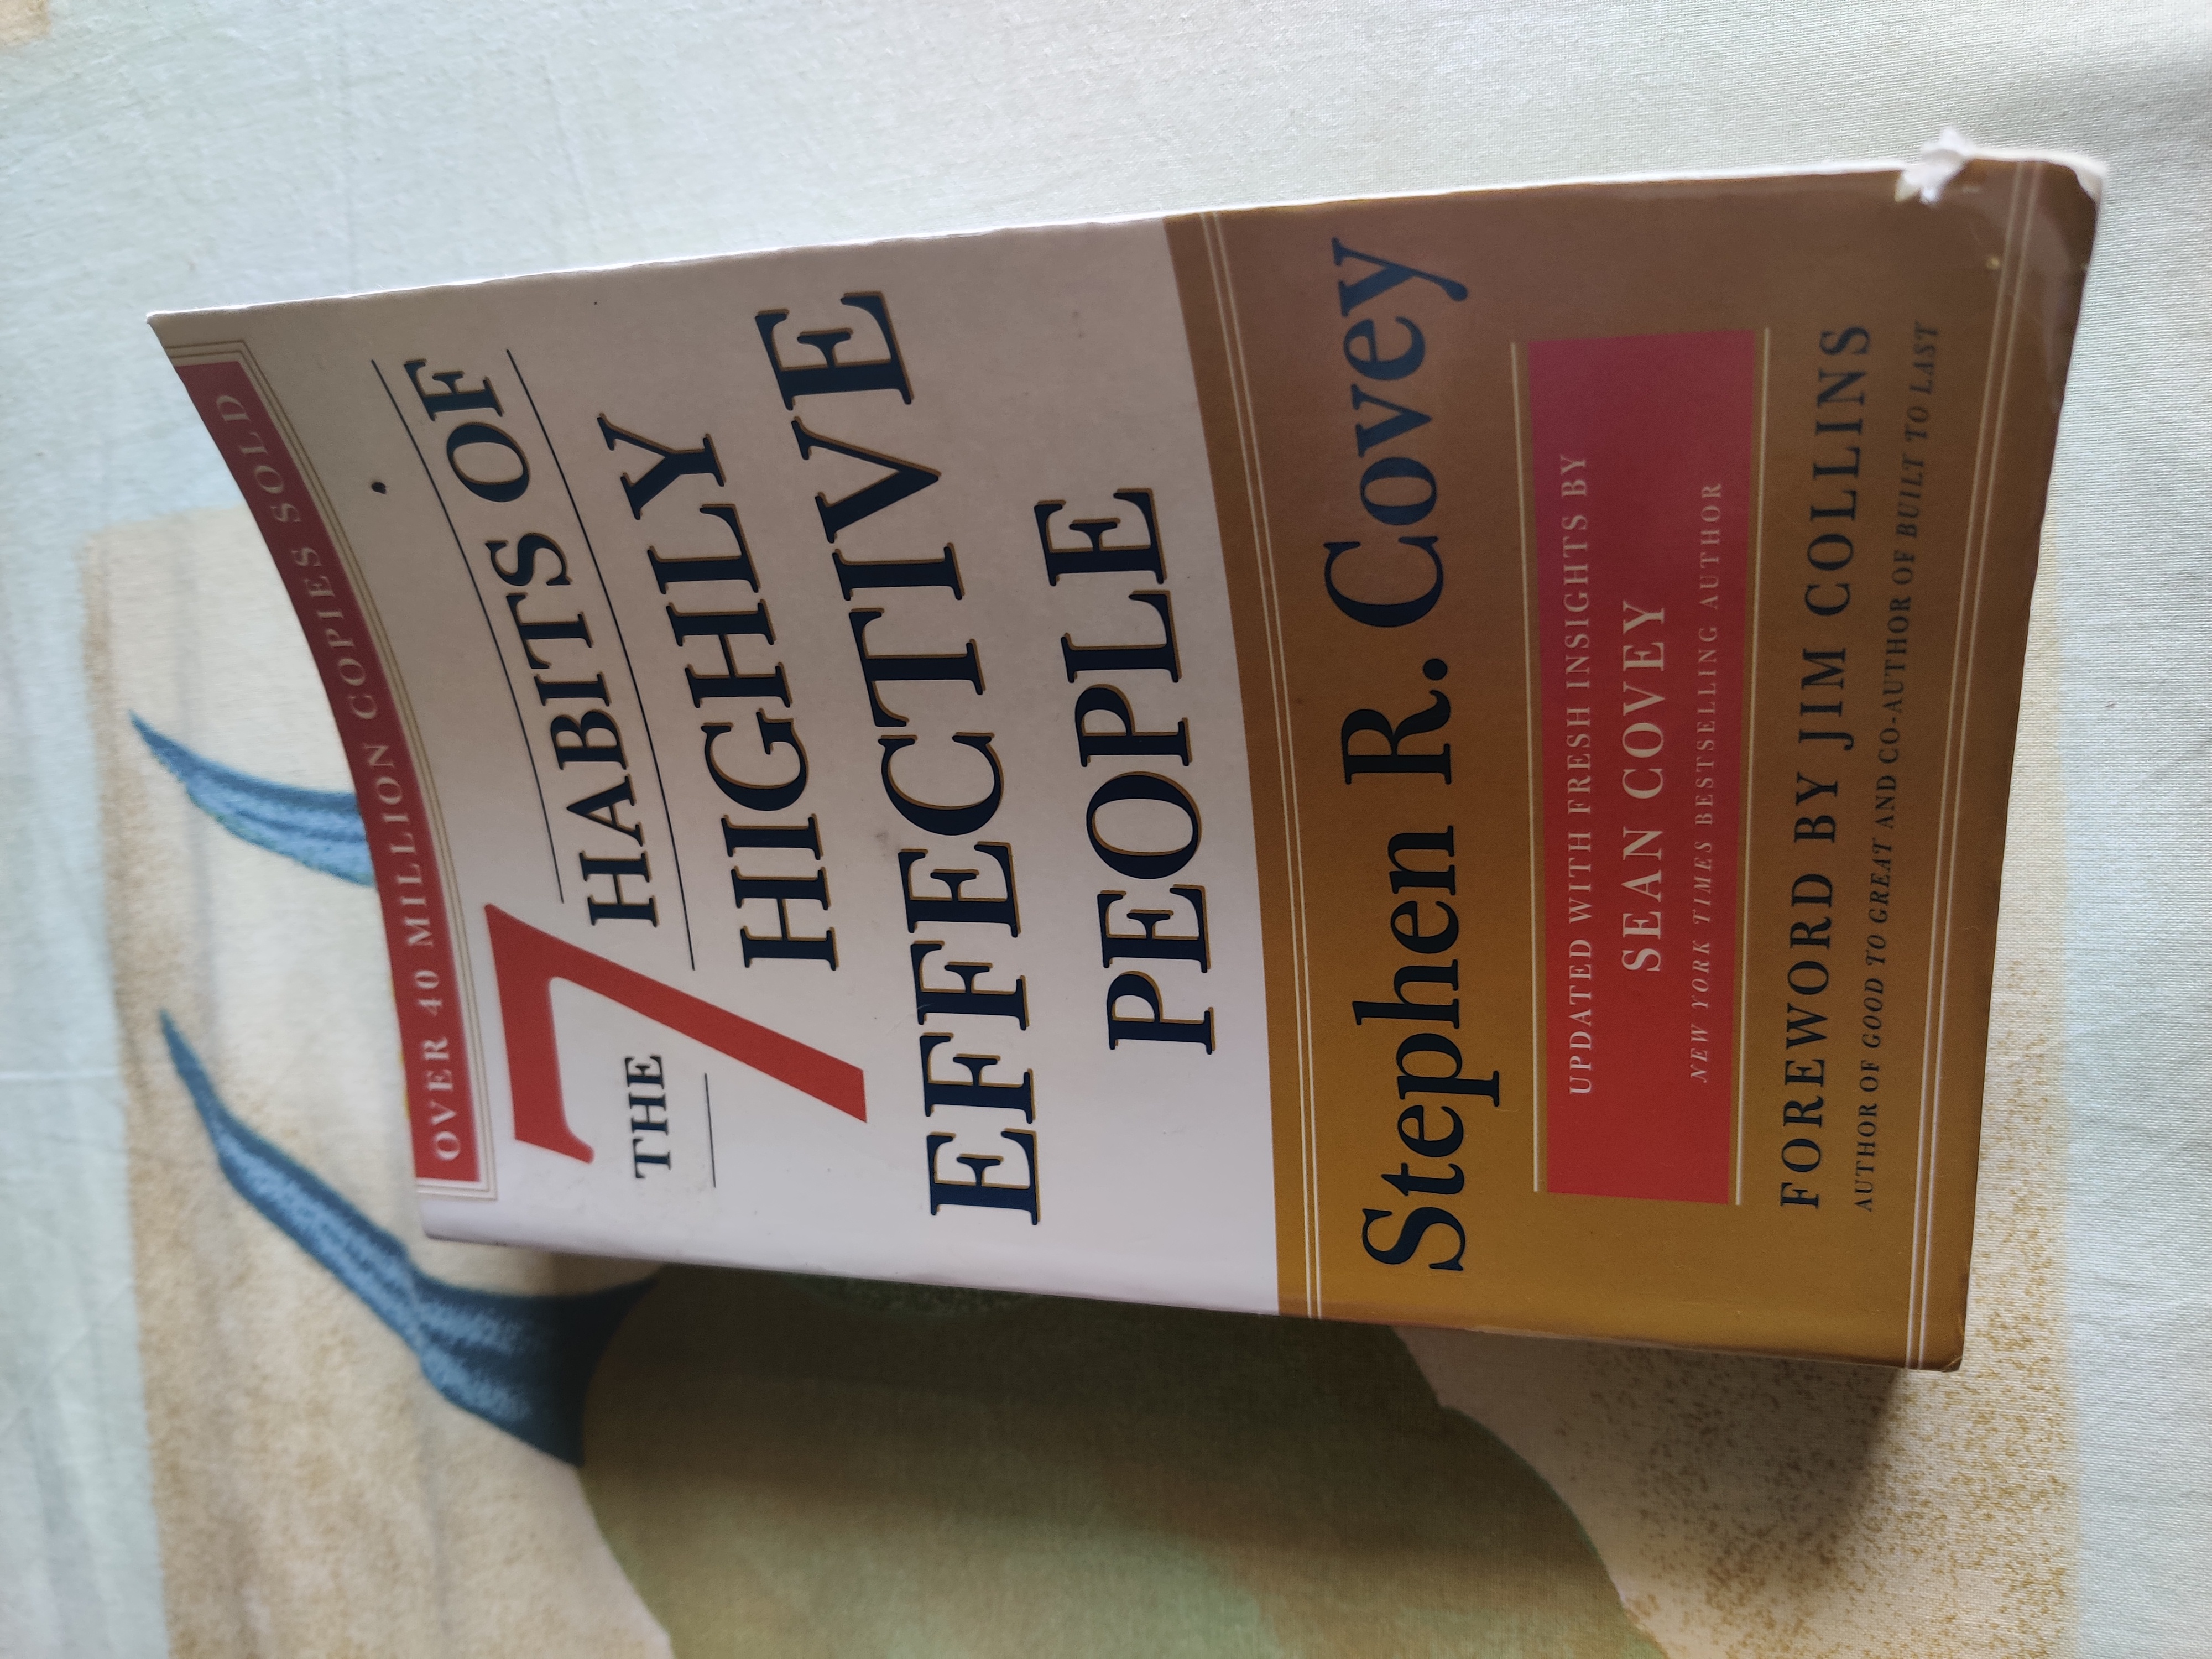 OVER 40 MILLION COPIES SOLD
THE 7 HABITS OF
HIGHLY
EFFECTIVE
PEOPLE
Stephen R. Covey
UPDATED WITH FRESH INSIGHTS BY
SEAN COVEY
NEW YORK TIMES BESTSELLING AUTHOR
FOREWORD BY JIM COLLINS
AUTHOR OF GOOD TO GREAT AND CO-AUTHOR OF BUILT TO LAST